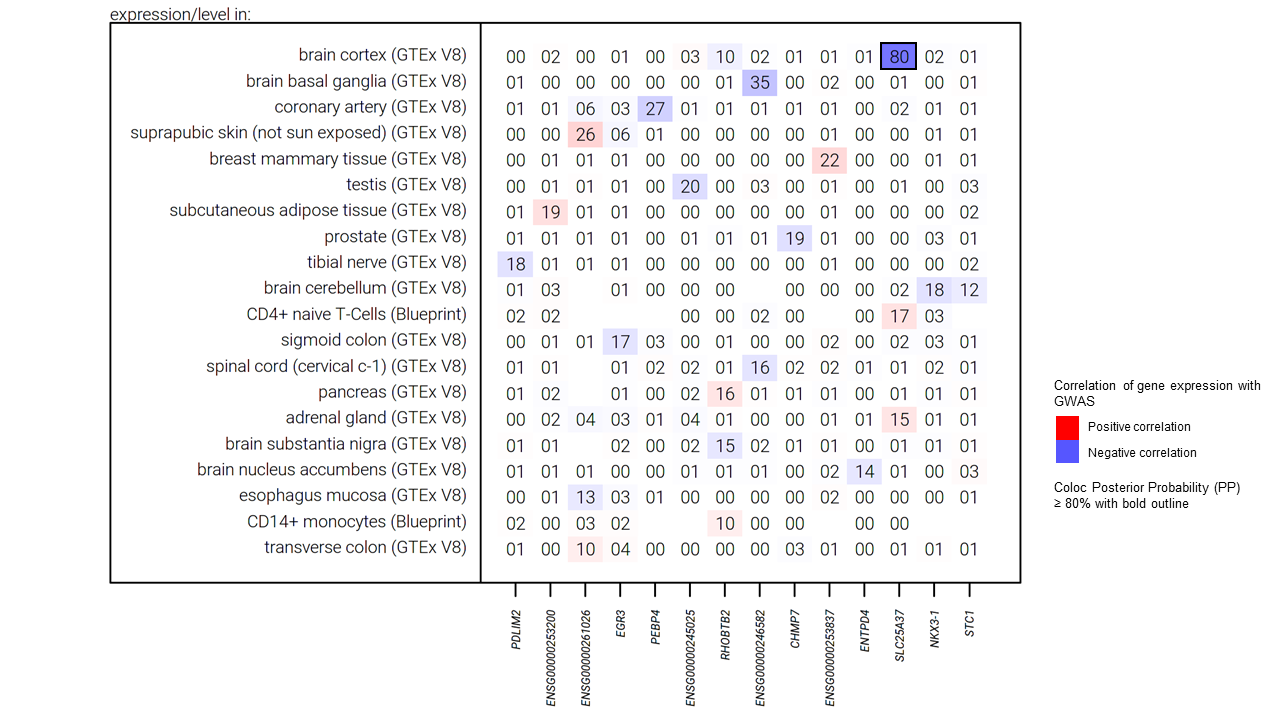 expression/level in:
brain cortex (GTEx V8) 00 02 00 01 00 03 10 02 01 01 01 80 02 01
brain basal ganglia (GTEx V8) 01 00 00 00 00 00 01 35 00 02 00 01 00 01
coronary artery (GTEx V8) 01 01 06 03 27 01 01 01 01 01 00 02 01 01
suprapubic skin (not sun exposed) (GTEx V8) 00 00 26 06 01 00 00 00 00 01 00 00 01 01
breast mammary tissue (GTEx V8) 00 01 01 01 00 00 00 00 00 22 00 00 01 01
testis (GTEx V8) 00 01 01 01 00 20 00 03 00 01 00 01 00 03
subcutaneous adipose tissue (GTEx V8) 01 19 01 01 00 00 00 00 00 01 00 00 00 02
prostate (GTEx V8) 01 01 01 01 00 01 01 01 19 01 00 00 03 01
tibial nerve (GTEx V8) 18 01 01 01 00 00 00 00 00 01 00 00 00 02
brain cerebellum (GTEx V8) 01 03 01 00 00 00 00 00 00 02 18 12
CD4+ naive T-Cells (Blueprint) 02 02 00 00 02 00 00 17 03
sigmoid colon (GTEx V8) 00 01 01 17 03 00 01 00 00 02 00 02 03 01
spinal cord (cervical c-1) (GTEx V8) 01 01 01 02 02 01 16 02 02 01 01 02 01
pancreas (GTEx V8) 01 02 01 00 02 16 01 01 01 00 01 01 01
adrenal gland (GTEx V8) 00 02 04 03 01 04 01 00 00 01 01 15 01 01
brain substantia nigra (GTEx V8) 01 01 02 00 02 15 02 01 01 00 01 01 01
brain nucleus accumbens (GTEx V8) 01 01 01 00 00 01 01 01 00 02 14 01 00 03
esophagus mucosa (GTEx V8) 00 01 13 03 01 00 00 00 00 02 00 00 00 01
CD14+ monocytes (Blueprint) 02 00 03 02 10 00 00 00 00
transverse colon (GTEx V8) 01 00 10 04 00 00 00 00 03 01 00 01 01 01
PDLIM2
ENSG00000253200
ENSG00000261026
EGR3
PEBP4
ENSG00000245025
RHOBTB2
ENSG00000246582
CHMP7
ENSG00000253837
ENTPD4
SLC25A37
NKX3-1
STC1
Correlation of gene expression with
GWAS
Positive correlation
Negative correlation
Coloc Posterior Probability (PP)
≥ 80% with bold outline